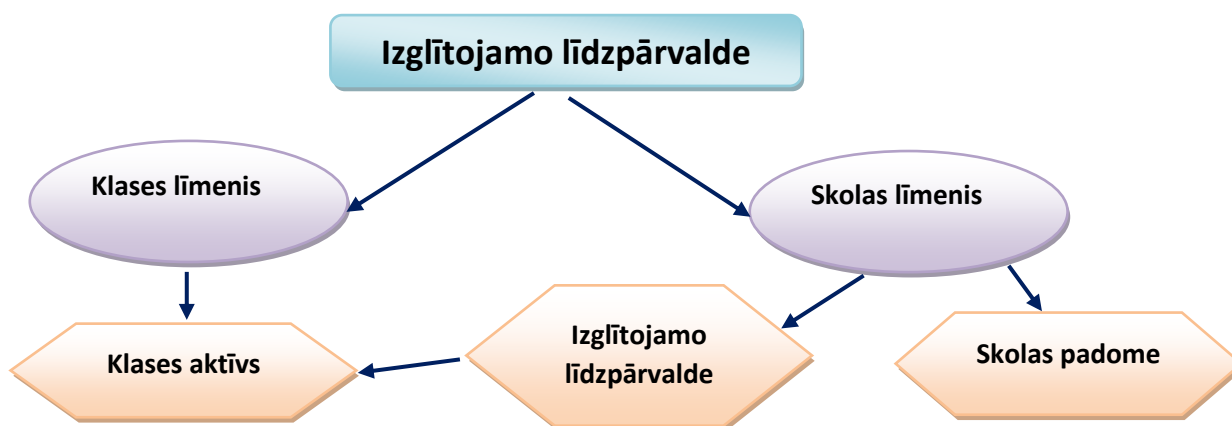 Izglītojamo līdzpārvalde
Klases līmenis
Skolas līmenis
Klases aktīvs
Izglītojamo
līdzpārvalde
Skolas padome